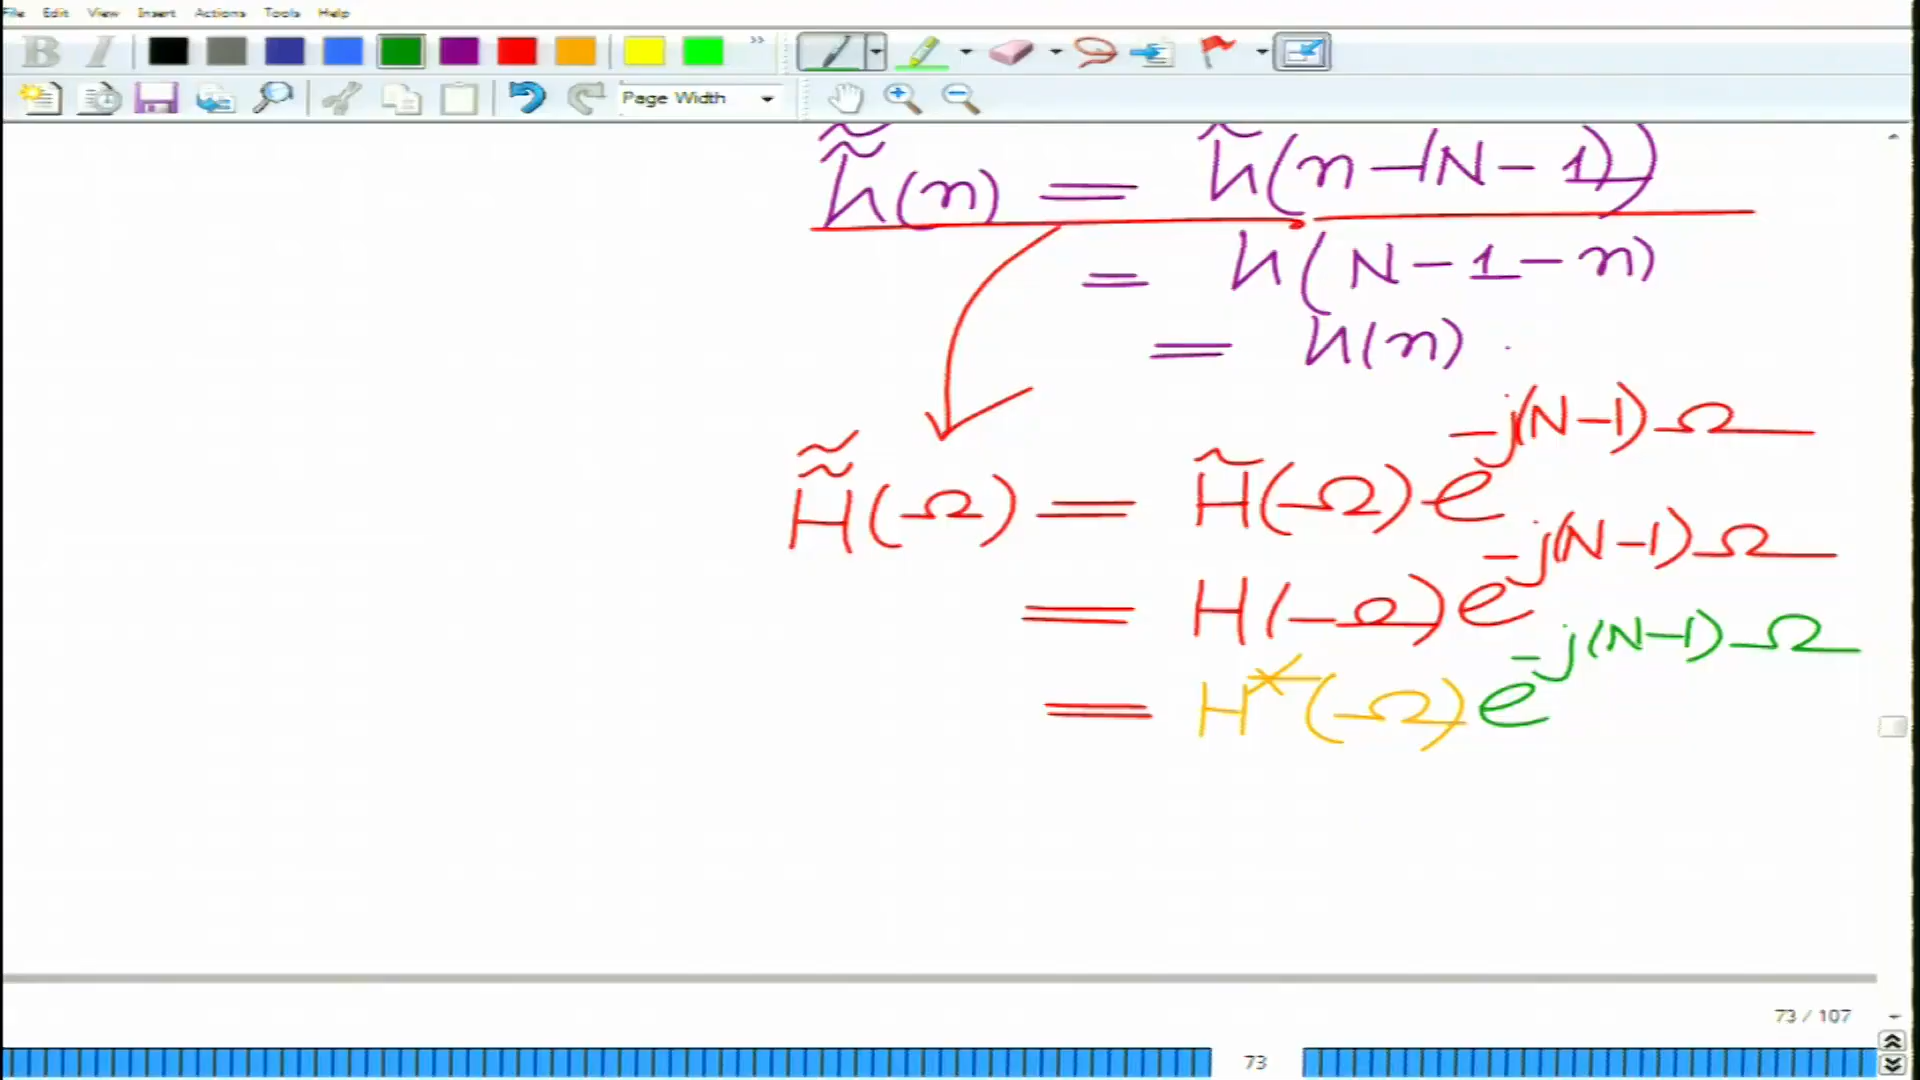 File Edit View Insert Actions Tools Help
B I
Page Width
h̃̃(n) = h̃(n-(N-1))
= h(N-1-n)
= h(n).
H̃̃(Ω) = H̃(Ω)e^{-j(N-1)Ω}
= H(-Ω)e^{-j(N-1)Ω}
= H*(Ω)e^{-j(N-1)Ω}
73 / 107
73